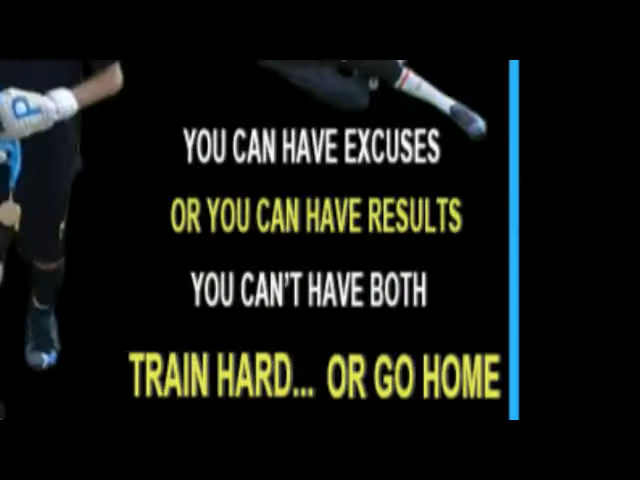 YOU CAN HAVE EXCUSES
OR YOU CAN HAVE RESULTS
YOU CAN'T HAVE BOTH
TRAIN HARD... OR GO HOME
P